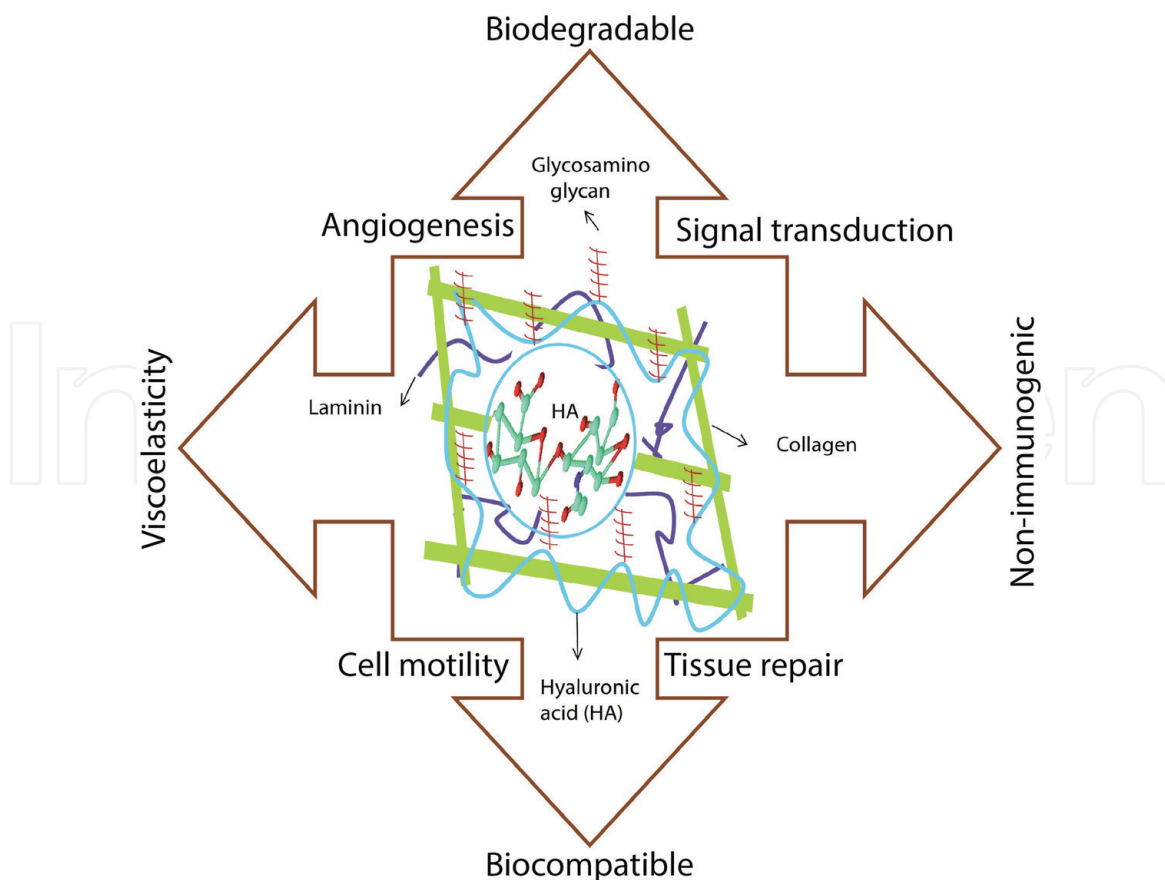 Biodegradable
Glycosamino
glycan
Angiogenesis
Signal transduction
Viscoelasticity
Laminin
HA
Collagen
Non-immunogenic
Cell motility
Tissue repair
Hyaluronic
acid (HA)
Biocompatible